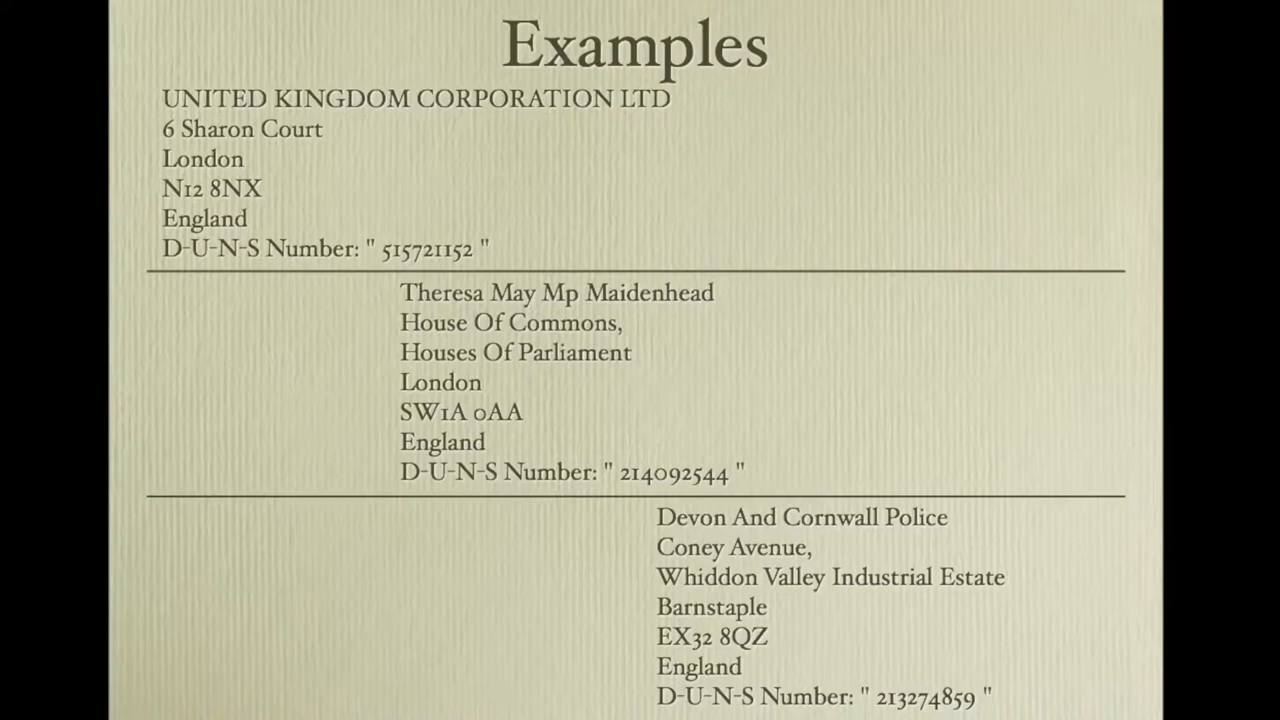 Examples
UNITED KINGDOM CORPORATION LTD
6 Sharon Court
London
N12 8NX
England
D-U-N-S Number: " 515721152 "
Theresa May Mp Maidenhead
House Of Commons,
Houses Of Parliament
London
SW1A 0AA
England
D-U-N-S Number: " 214092544 "
Devon And Cornwall Police
Coney Avenue,
Whiddon Valley Industrial Estate
Barnstaple
EX32 8QZ
England
D-U-N-S Number: " 213274859 "